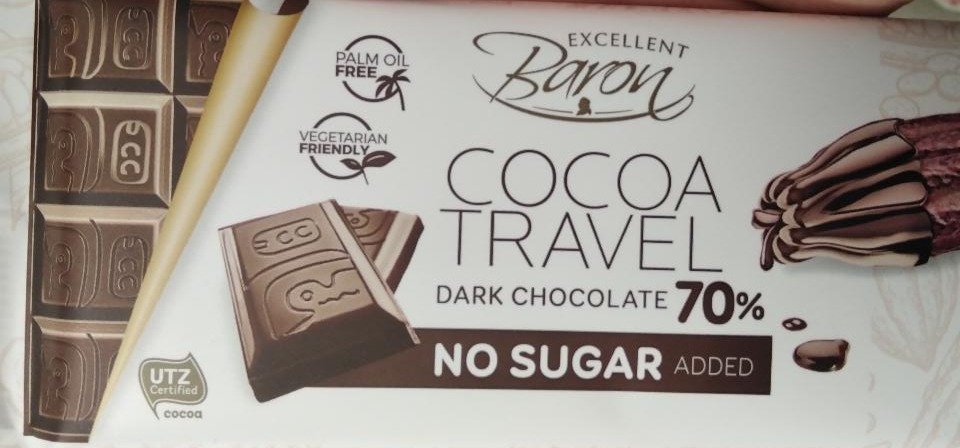 PALM OIL
FREE
VEGETARIAN
FRIENDLY
EXCELLENT
Baron
COCOA
TRAVEL
DARK CHOCOLATE 70%
NO SUGAR ADDED
UTZ
Certified
cocoa